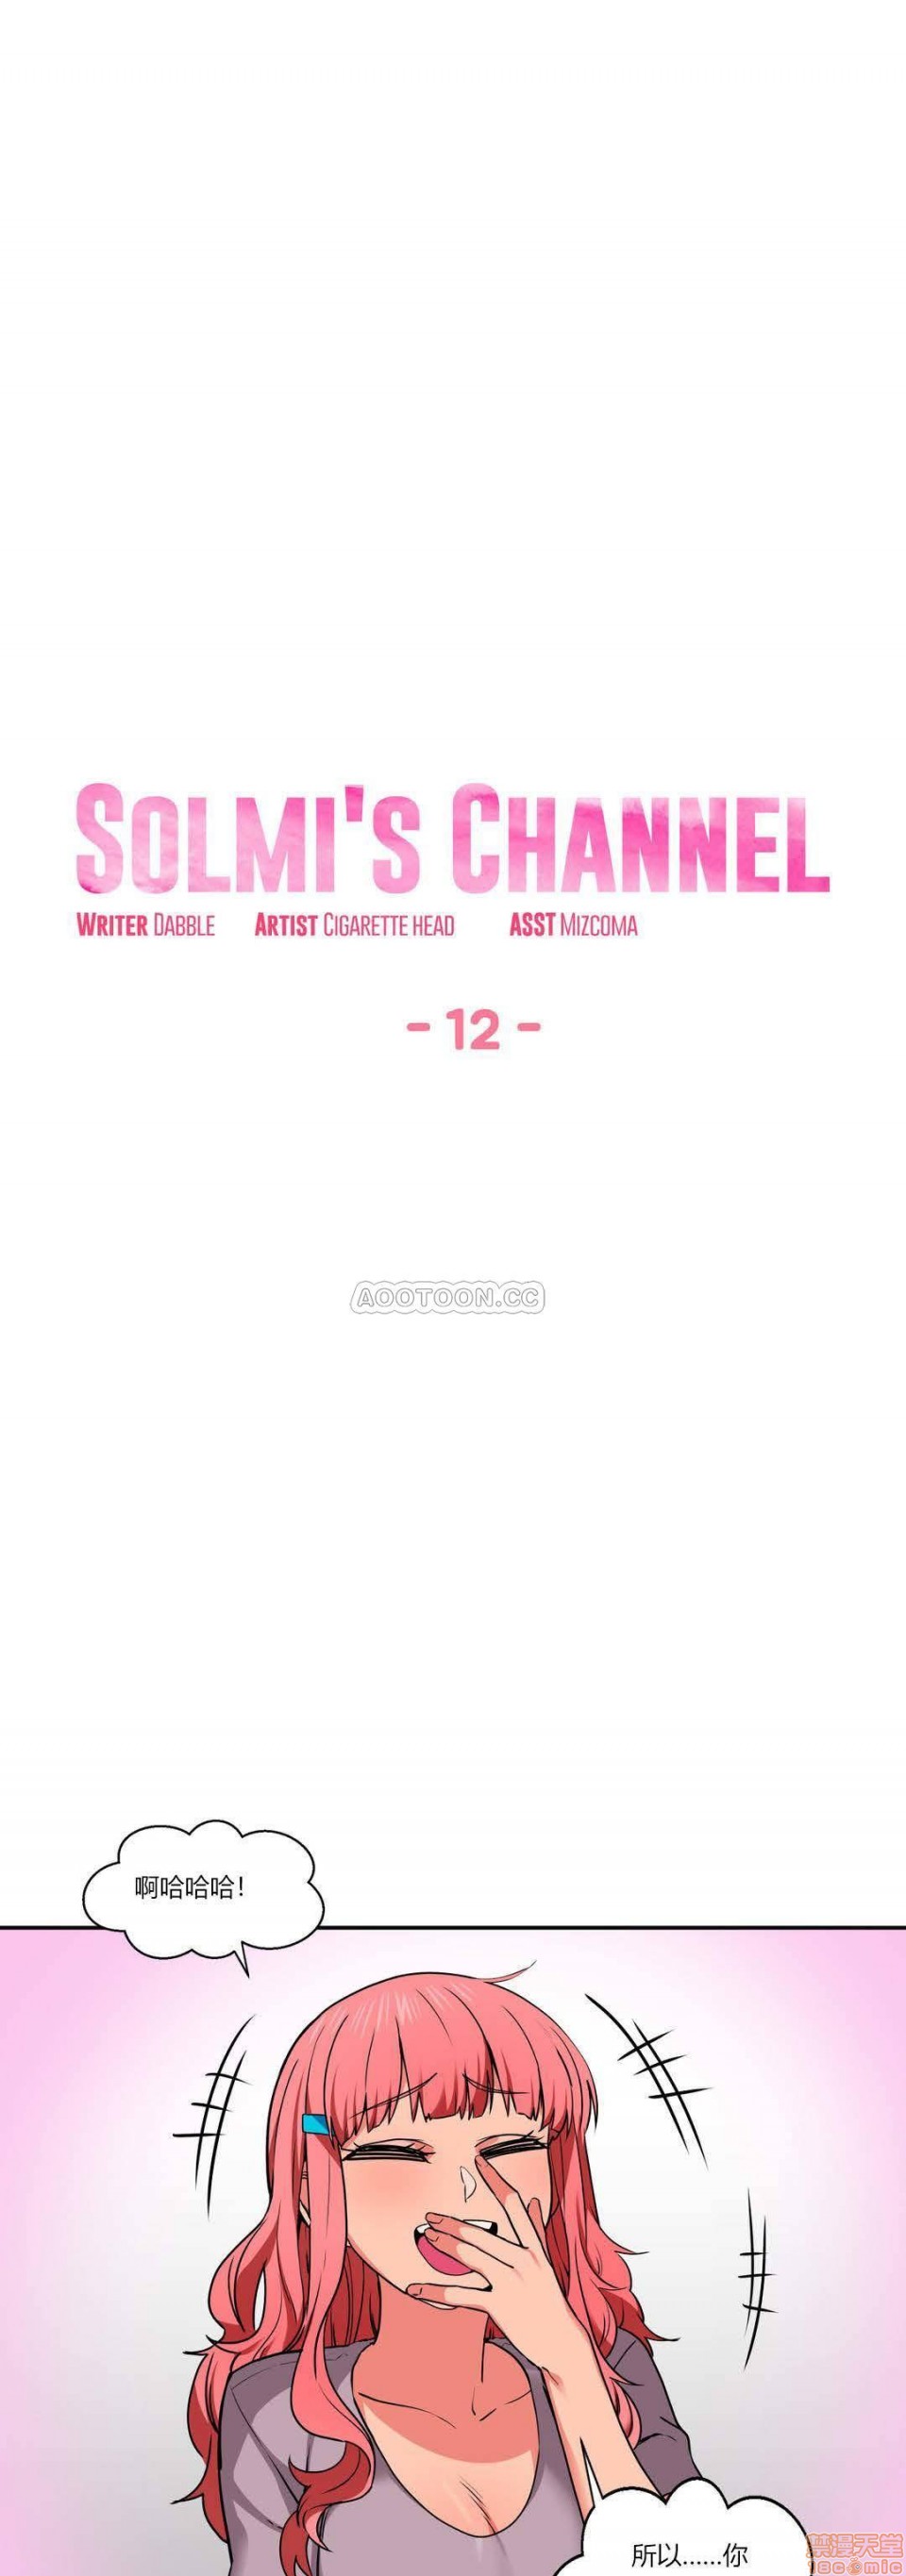 SOLMI'S CHANNEL
WRITER DABBLE ARTIST CIGARETTE HEAD ASST MIZCOMA
- 12 -
AOOTOON.CC
啊哈哈哈!
所以……你
禁漫天堂
18comic